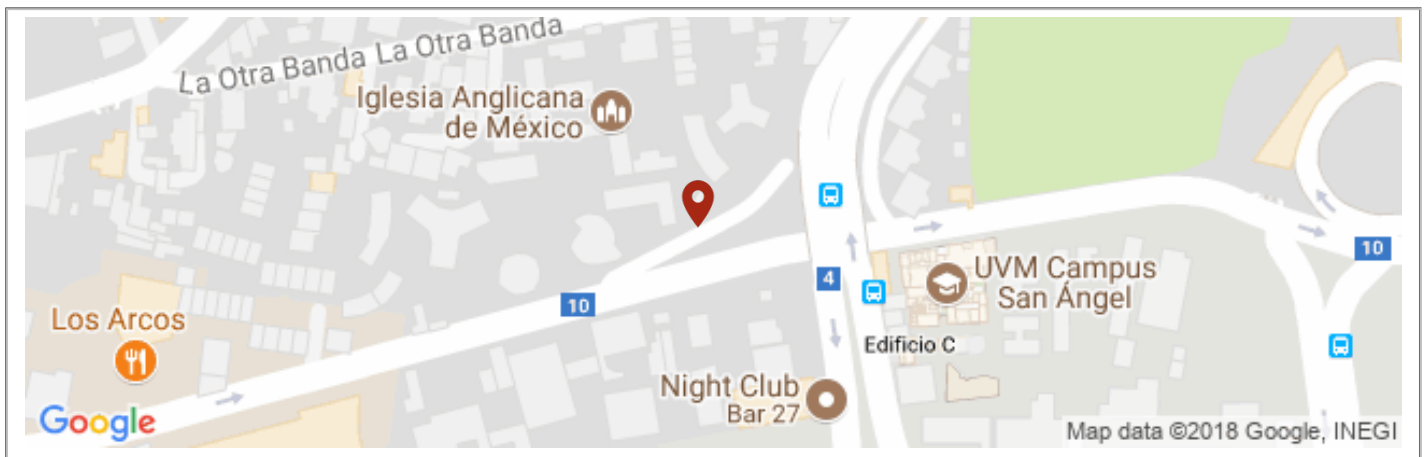 La Otra Banda La Otra Banda
Iglesia Anglicana
de México
10
4
10
UVM Campus
San Ángel
Los Arcos
Edificio C
Night Club
Bar 27
Google
Map data ©2018 Google, INEGI